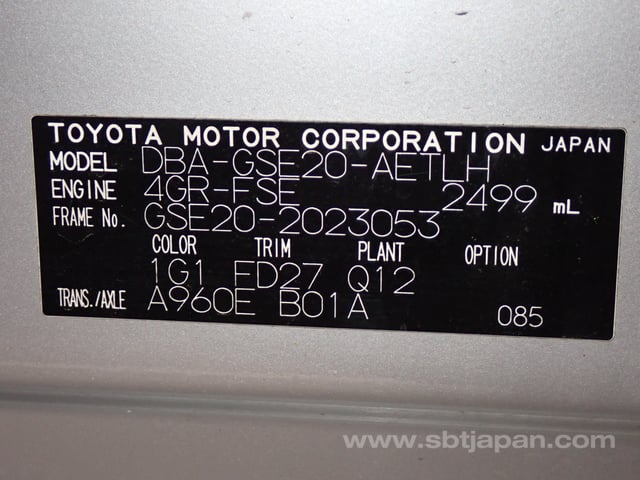 TOYOTA MOTOR CORPORATION JAPAN
MODEL DBA-GSE20-AETLH
ENGINE 4GR-FSE 2499 mL
FRAME No. GSE20-2023053
COLOR TRIM PLANT OPTION
1G1 FD27 Q12
TRANS./AXLE A960E B01A 085
www.sbtjapan.com